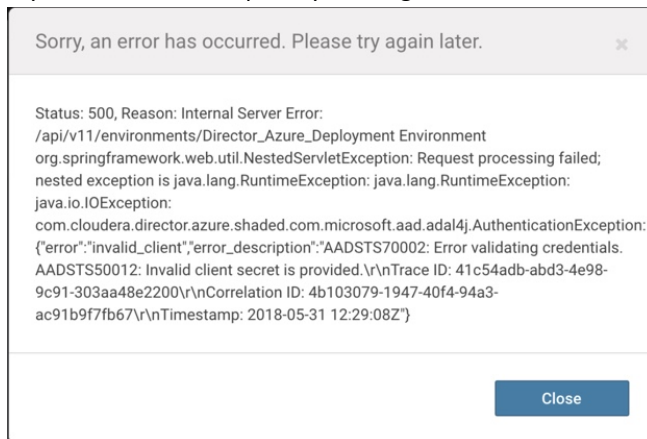 Sorry, an error has occurred. Please try again later.
Status: 500, Reason: Internal Server Error:
/api/v11/environments/Director_Azure_Deployment Environment
org.springframework.web.util.NestedServletException: Request processing failed;
nested exception is java.lang.RuntimeException: java.lang.RuntimeException:
java.io.IOException:
com.cloudera.director.azure.shaded.com.microsoft.aad.adal4j.AuthenticationException:
{"error":"invalid_client","error_description":"AADSTS70002: Error validating credentials.
AADSTS50012: Invalid client secret is provided.\r\nTrace ID: 41c54adb-abd3-4e98-
9c91-303aa48e2200\r\nCorrelation ID: 4b103079-1947-40f4-94a3-
ac91b9f7fb67\r\nTimestamp: 2018-05-31 12:29:08Z"}
Close